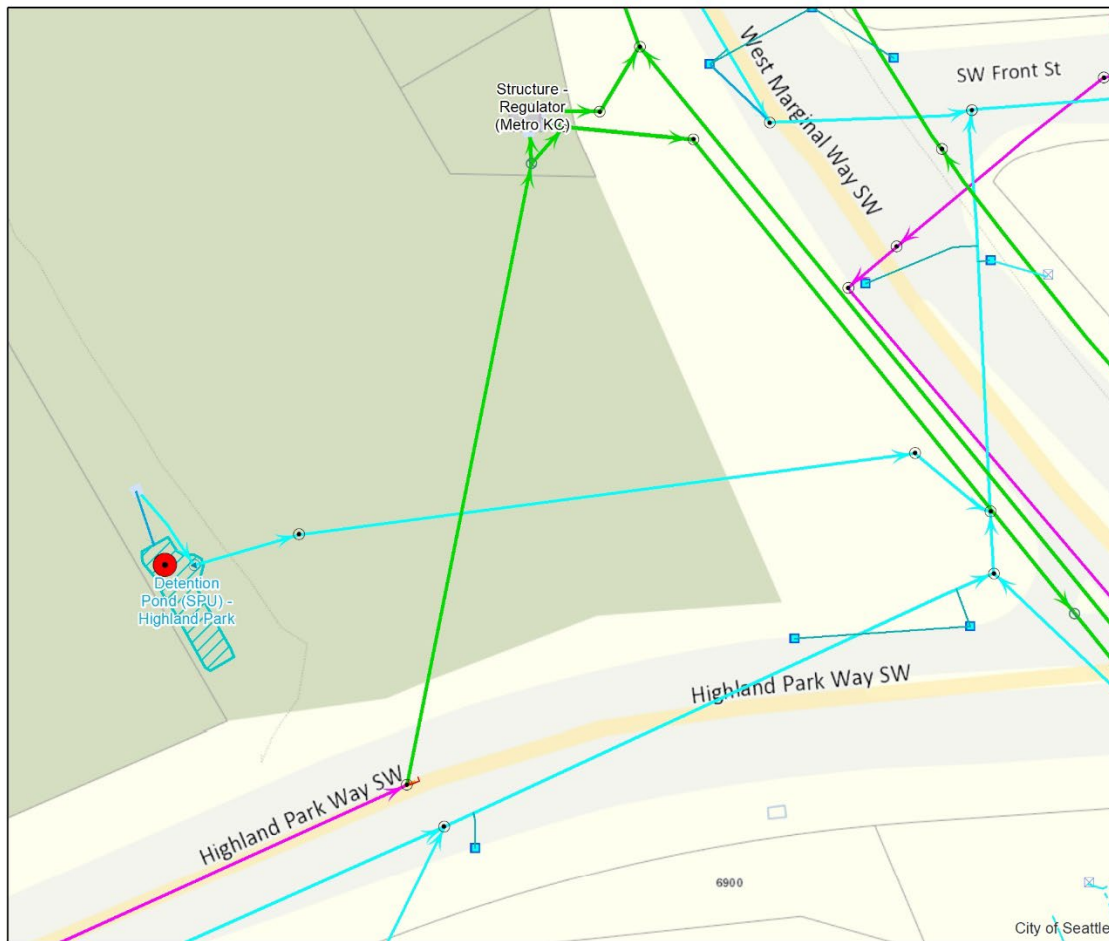 Structure -
Regulator
(Metro KC)
West Marginal Way SW
SW Front St
Detention
Pond (SPU) -
Highland Park
Highland Park Way SW
Highland Park Way SW
6900
City of Seattle